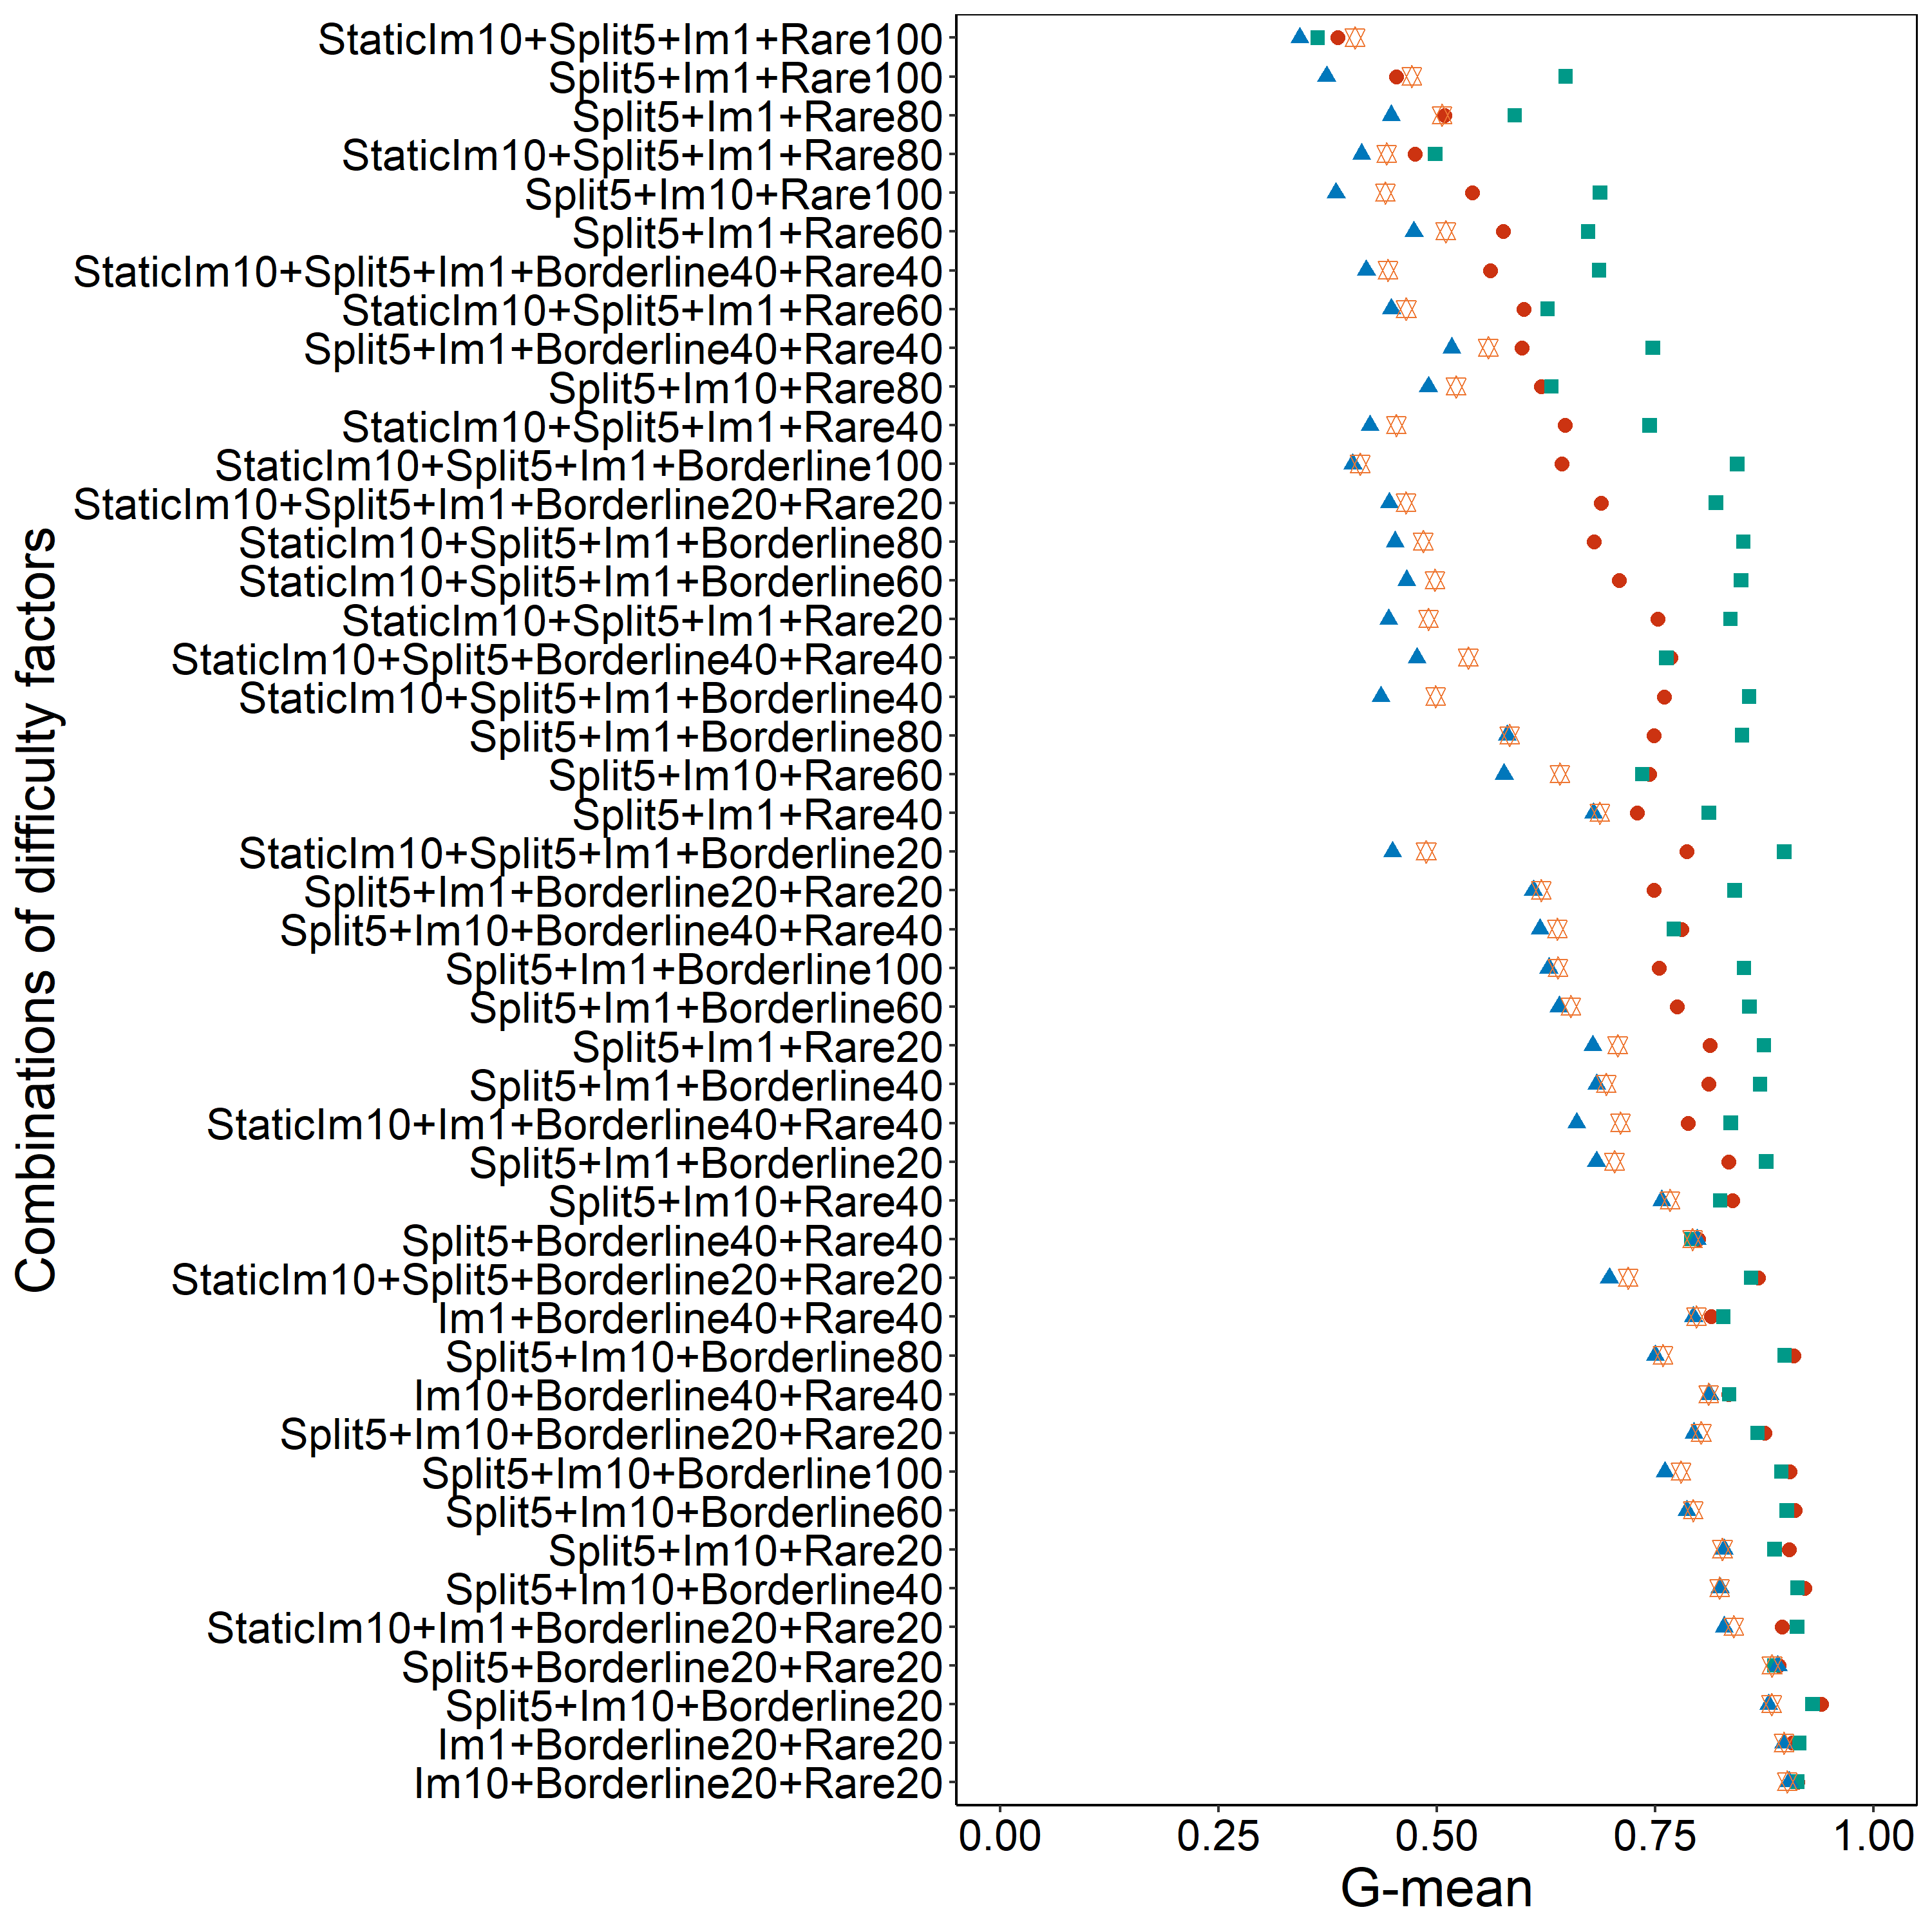 StaticIm10+Split5+Im1+Rare100
Split5+Im1+Rare100
Split5+Im1+Rare80
StaticIm10+Split5+Im1+Rare80
Split5+Im10+Rare100
Split5+Im1+Rare60
StaticIm10+Split5+Im1+Borderline40+Rare40
StaticIm10+Split5+Im1+Rare60
Split5+Im1+Borderline40+Rare40
Split5+Im10+Rare80
StaticIm10+Split5+Im1+Rare40
StaticIm10+Split5+Im1+Borderline100
StaticIm10+Split5+Im1+Borderline20+Rare20
StaticIm10+Split5+Im1+Borderline80
StaticIm10+Split5+Im1+Borderline60
StaticIm10+Split5+Im1+Rare20
StaticIm10+Split5+Borderline40+Rare40
StaticIm10+Split5+Im1+Borderline40
Split5+Im1+Borderline80
Split5+Im10+Rare60
Split5+Im1+Rare40
StaticIm10+Split5+Im1+Borderline20
Split5+Im1+Borderline20+Rare20
Split5+Im10+Borderline40+Rare40
Split5+Im1+Borderline100
Split5+Im1+Borderline60
Split5+Im1+Rare20
Split5+Im1+Borderline40
StaticIm10+Im1+Borderline40+Rare40
Split5+Im1+Borderline20
Split5+Im10+Rare40
Split5+Borderline40+Rare40
StaticIm10+Split5+Borderline20+Rare20
Im1+Borderline40+Rare40
Split5+Im10+Borderline80
Im10+Borderline40+Rare40
Split5+Im10+Borderline20+Rare20
Split5+Im10+Borderline100
Split5+Im10+Borderline60
Split5+Im10+Rare20
Split5+Im10+Borderline40
StaticIm10+Im1+Borderline20+Rare20
Split5+Borderline20+Rare20
Split5+Im10+Borderline20
Im1+Borderline20+Rare20
Im10+Borderline20+Rare20
Combinations of difficulty factors
0.00 0.25 0.50 0.75 1.00
G-mean